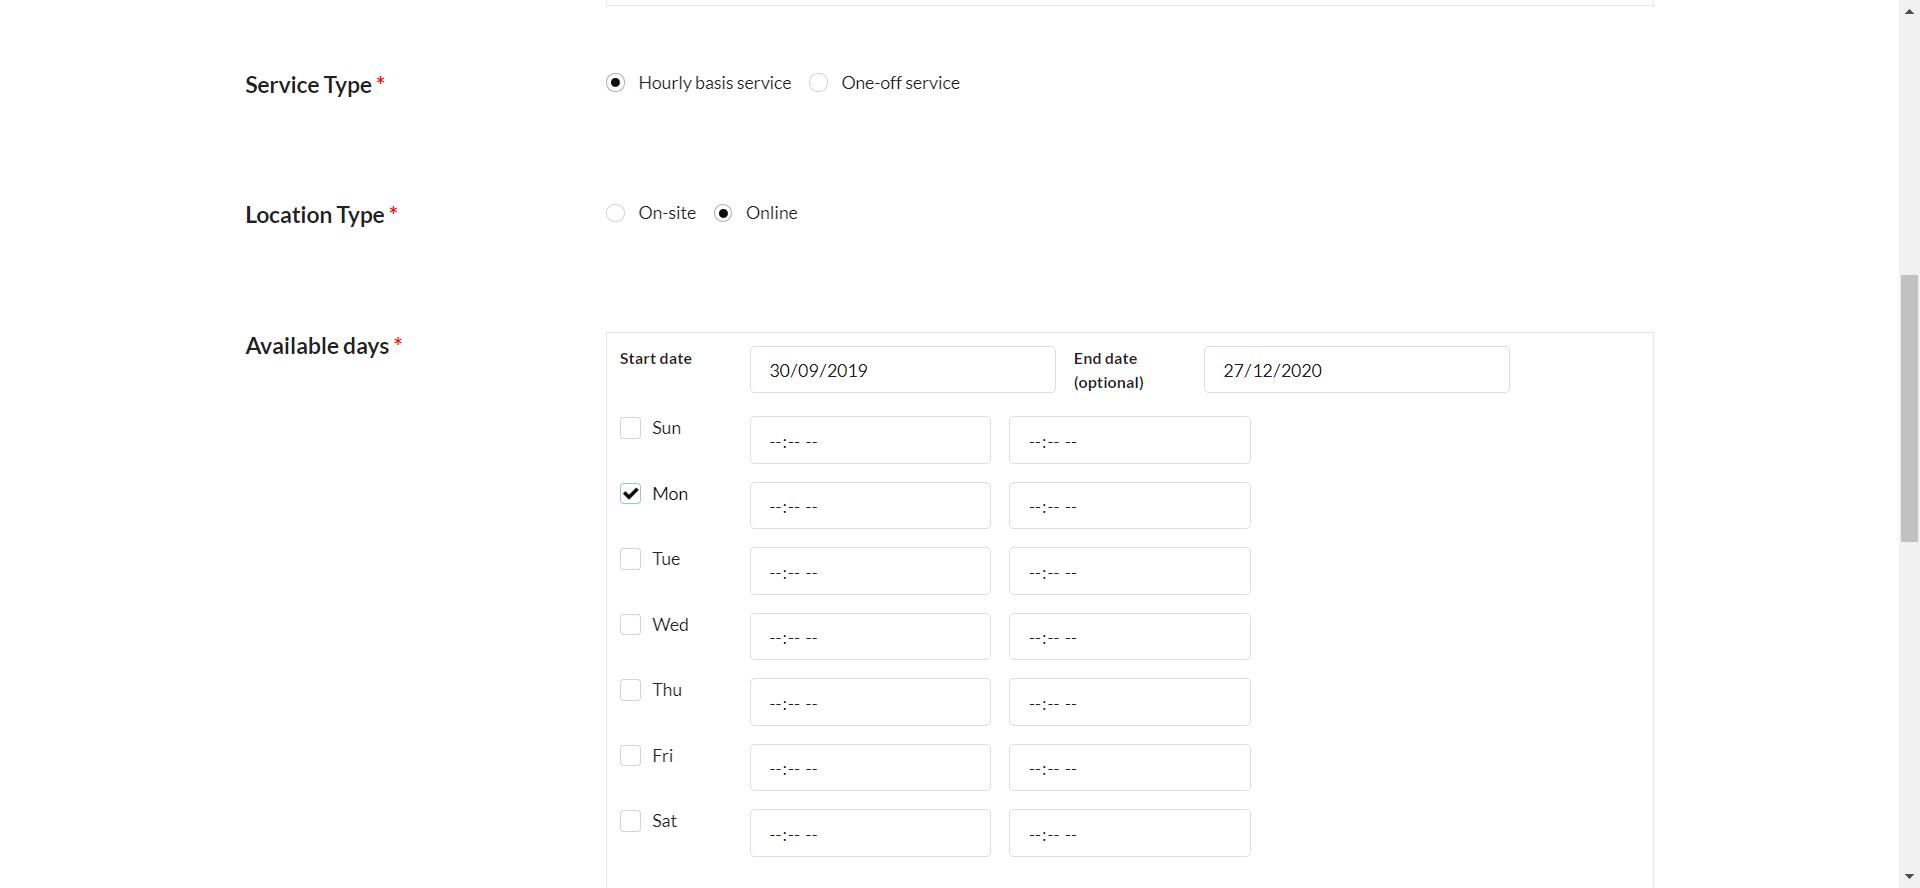 Service Type *
Hourly basis service One-off service
Location Type *
On-site Online
Available days *
Start date 30/09/2019 End date (optional) 27/12/2020
Sun --:-- -- --:-- --
Mon --:-- -- --:-- --
Tue --:-- -- --:-- --
Wed --:-- -- --:-- --
Thu --:-- -- --:-- --
Fri --:-- -- --:-- --
Sat --:-- -- --:-- --